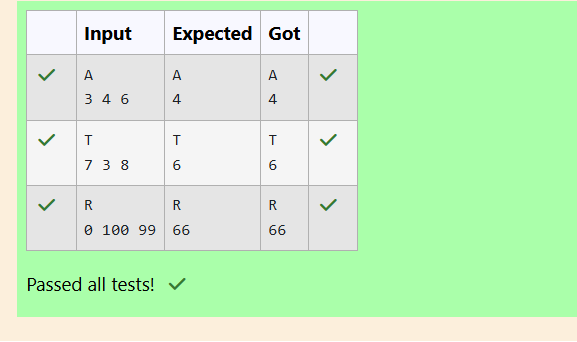 Input Expected Got
A A A
3 4 6 4 4
T T T
7 3 8 6 6
R R R
0 100 99 66 66
Passed all tests!